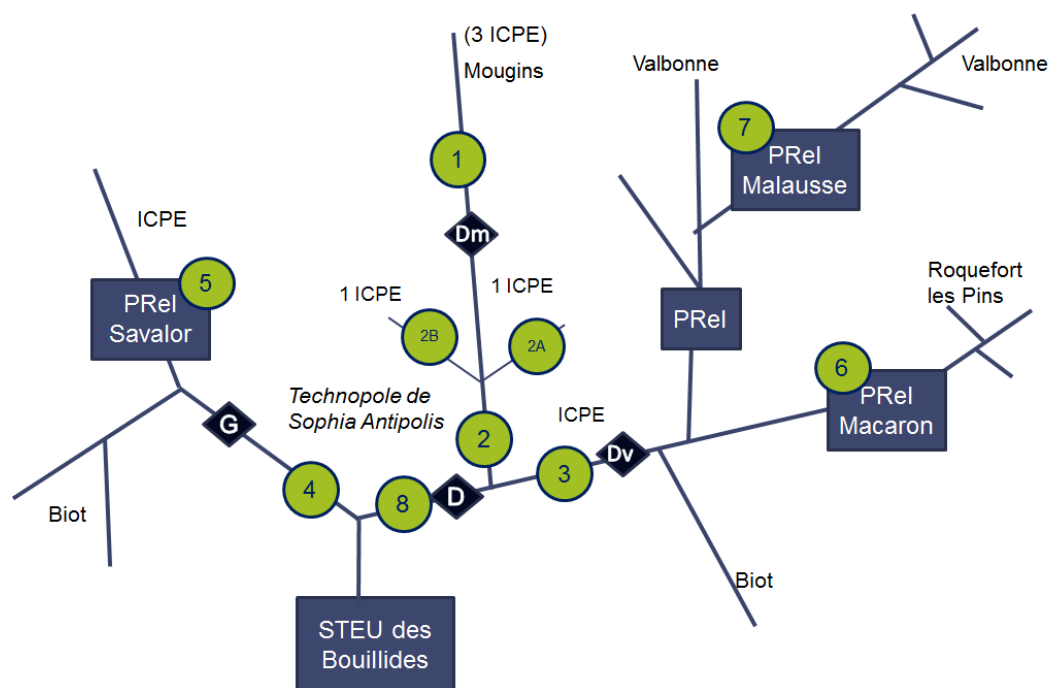 (3 ICPE)
Mougins
Valbonne
Valbonne
7
PRel
Malausse
1
Dm
ICPE
5
PRel
Savalor
1 ICPE
1 ICPE
2B
2A
PRel
Roquefort
les Pins
6
PRel
Macaron
Technopole de
Sophia Antipolis
ICPE
G
2
Dv
3
4
8
D
Biot
Biot
STEU des
Bouillides